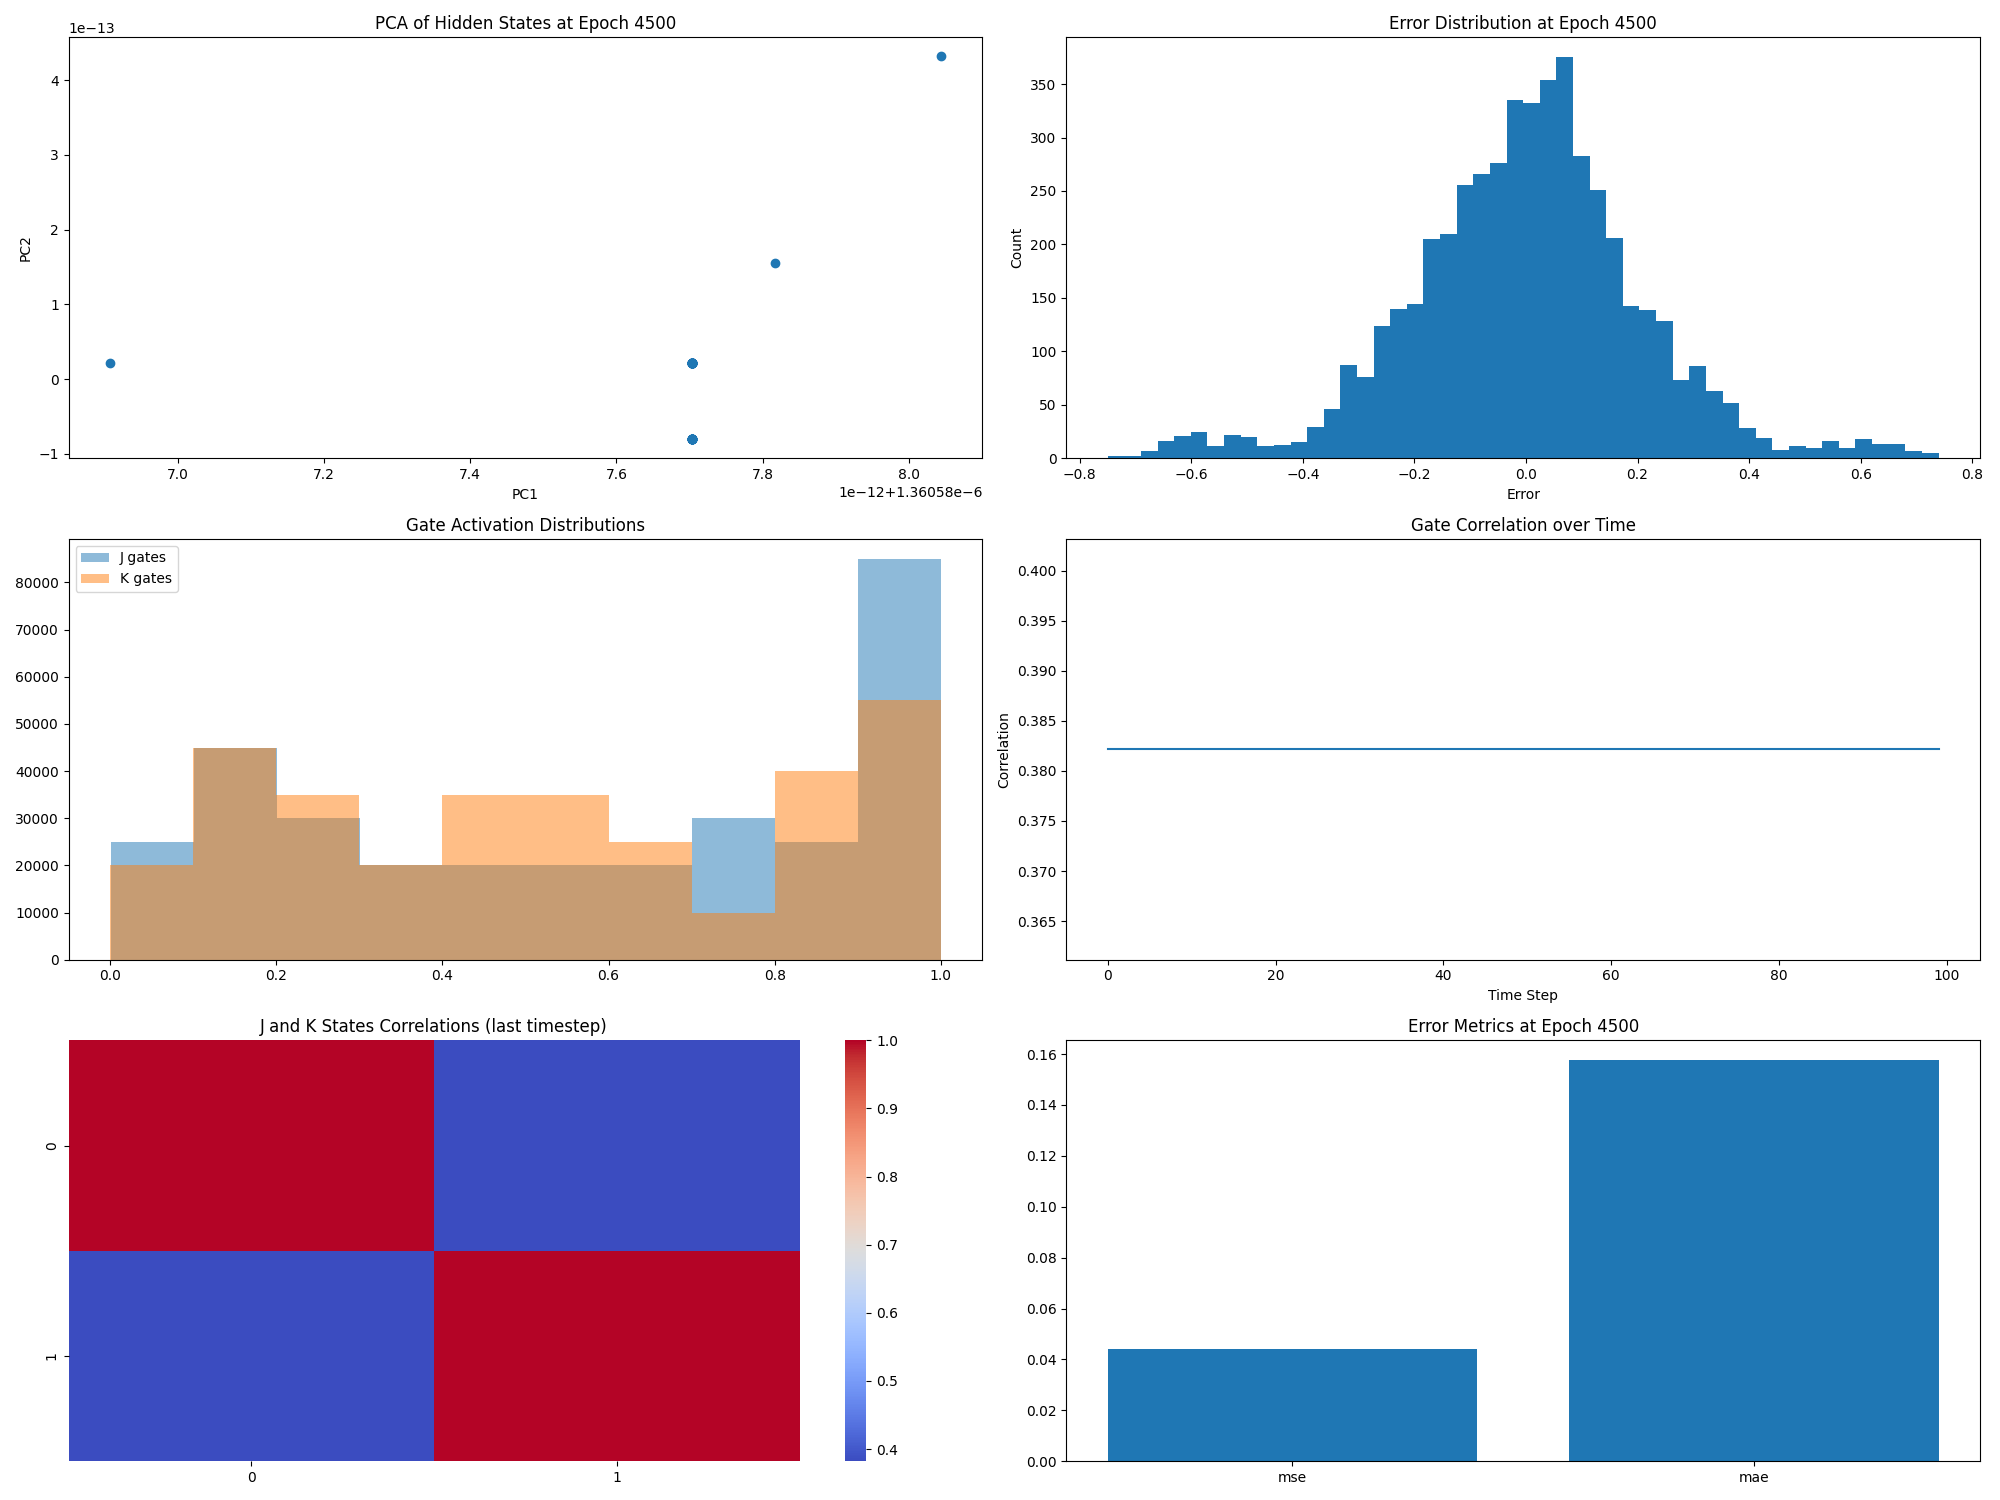 PCA of Hidden States at Epoch 4500
1e−13
4
3
2
1
0
−1
PC2
7.0 7.2 7.4 7.6 7.8 8.0
PC1
1e−12+1.36058e−6
Error Distribution at Epoch 4500
350
300
250
200
150
100
50
0
Count
−0.8 −0.6 −0.4 −0.2 0.0 0.2 0.4 0.6 0.8
Error
Gate Activation Distributions
J gates
K gates
80000
70000
60000
50000
40000
30000
20000
10000
0
0.0 0.2 0.4 0.6 0.8 1.0
Gate Correlation over Time
0.400
0.395
0.390
0.385
0.380
0.375
0.370
0.365
Correlation
0 20 40 60 80 100
Time Step
J and K States Correlations (last timestep)
0
1
0 1
1.0
0.9
0.8
0.7
0.6
0.5
0.4
Error Metrics at Epoch 4500
0.16
0.14
0.12
0.10
0.08
0.06
0.04
0.02
0.00
mse mae